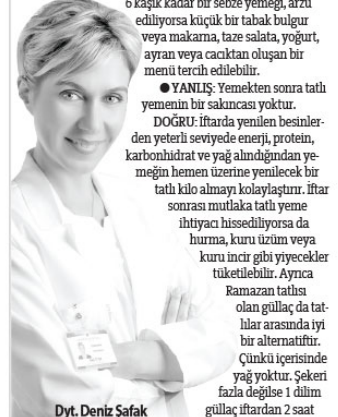 6 kaşık kadar bir sebze yemeği, arzu
ediliyorsa küçük bir tabak bulgur
veya makarna, taze salata, yoğurt,
ayran veya cacıktan oluşan bir
menü tercih edilebilir.
● YANLIŞ: Yemekten sonra tatlı
yemenin bir sakıncası yoktur.
DOĞRU: İftarda yenilen besinler-
den yeterli seviyede enerji, protein,
karbonhidrat ve yağ alındığından ye-
meğin hemen üzerine yenilecek bir
tatlı kilo almayı kolaylaştırır. İftar
sonrası mutlaka tatlı yeme
ihtiyacı hissediliyorsa da
hurma, kuru üzüm veya
kuru incir gibi yiyecekler
tüketilebilir. Ayrıca
Ramazan tatlısı
olan güllaç da tat-
lılar arasında iyi
bir alternatiftir.
Çünkü içerisinde
yağ yoktur. Şekeri
fazla değilse 1 dilim
güllaç iftardan 2 saat
Dyt. Deniz Safak